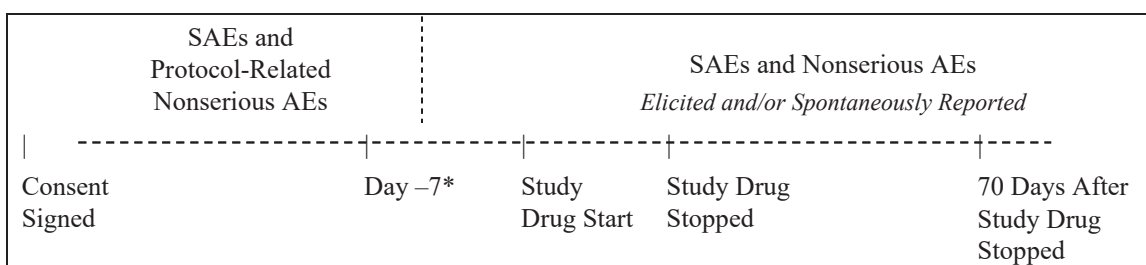 SAEs and
Protocol-Related
Nonserious AEs
SAEs and Nonserious AEs
Elicited and/or Spontaneously Reported
Consent
Signed
Day –7*
Study
Drug Start
Study Drug
Stopped
70 Days After
Study Drug
Stopped